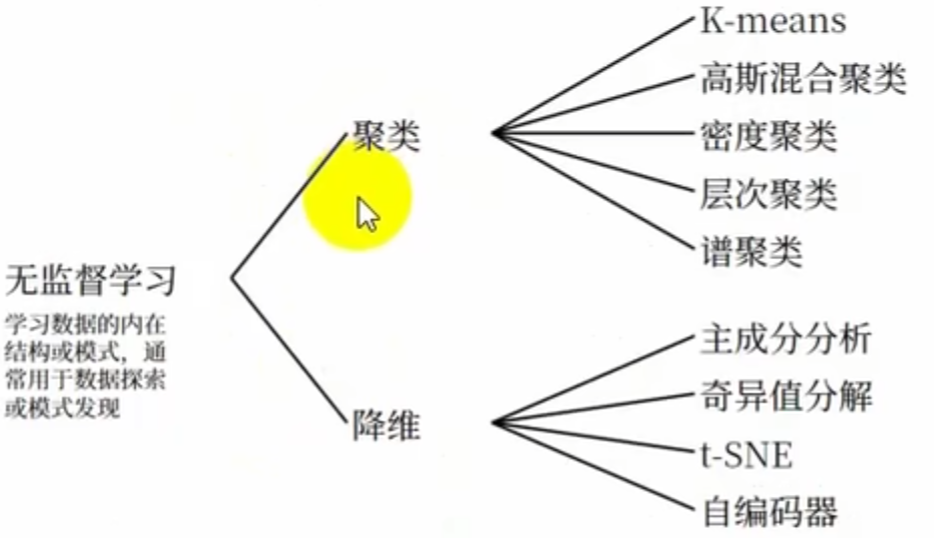 无监督学习
学习数据的内在
结构或模式，通
常用于数据探索
或模式发现
聚类
K-means
高斯混合聚类
密度聚类
层次聚类
谱聚类
降维
主成分分析
奇异值分解
t-SNE
自编码器